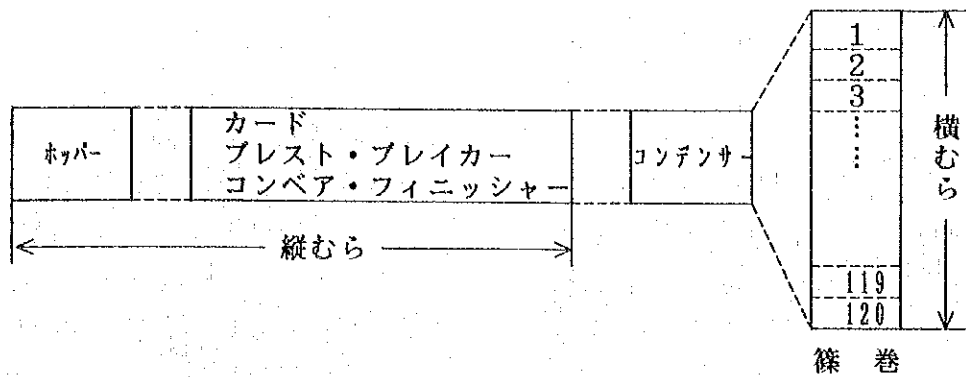 ホッパー
カード
ブレスト・ブレイカー
コンベア・フィニッシャー
コンデンサー
縦むら
1
2
3
⋮
119
120
横むら
篠 巻